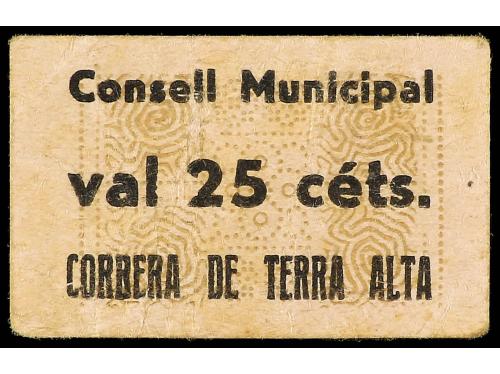 Consell Municipal
val 25 céts.
CORBERA DE TERRA ALTA